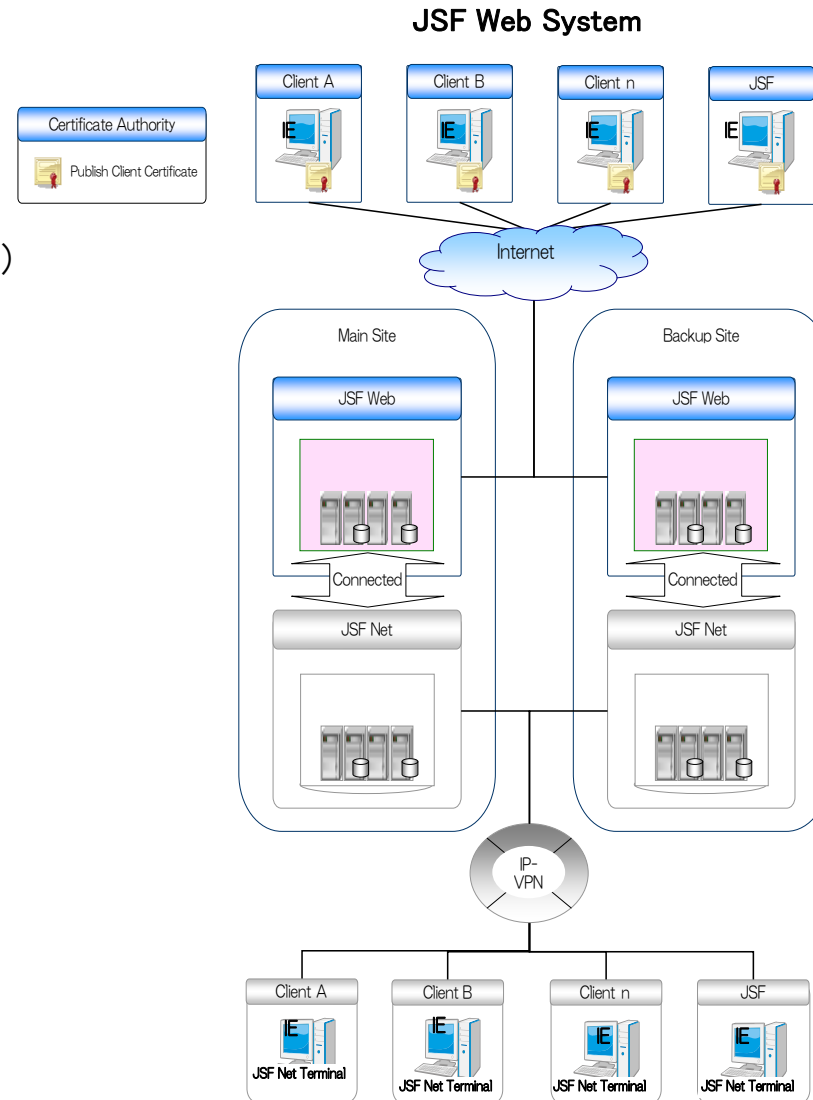 JSF Web System
Client A
Client B
Client n
JSF
IE
IE
IE
IE
Certificate Authority
Publish Client Certificate
)
Internet
Main Site
Backup Site
JSF Web
JSF Web
Connected
Connected
JSF Net
JSF Net
IP-
VPN
Client A
Client B
Client n
JSF
IE
IE
IE
IE
JSF Net Terminal
JSF Net Terminal
JSF Net Terminal
JSF Net Terminal